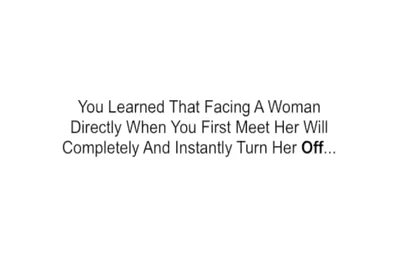 You Learned That Facing A Woman
Directly When You First Meet Her Will
Completely And Instantly Turn Her Off...